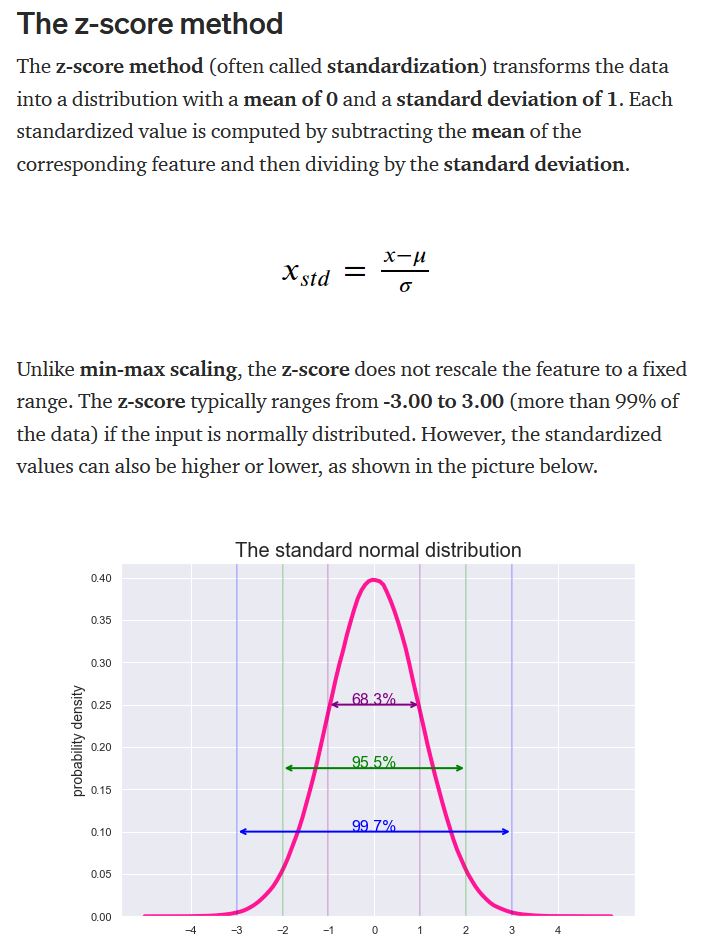 The z-score method
The z-score method (often called standardization) transforms the data
into a distribution with a mean of 0 and a standard deviation of 1. Each
standardized value is computed by subtracting the mean of the
corresponding feature and then dividing by the standard deviation.
x_std = (x−μ)/σ
Unlike min-max scaling, the z-score does not rescale the feature to a fixed
range. The z-score typically ranges from -3.00 to 3.00 (more than 99% of
the data) if the input is normally distributed. However, the standardized
values can also be higher or lower, as shown in the picture below.
The standard normal distribution
probability density
0.40
0.35
0.30
0.25
0.20
0.15
0.10
0.05
0.00
68.3%
95.5%
99.7%
−4 −3 −2 −1 0 1 2 3 4